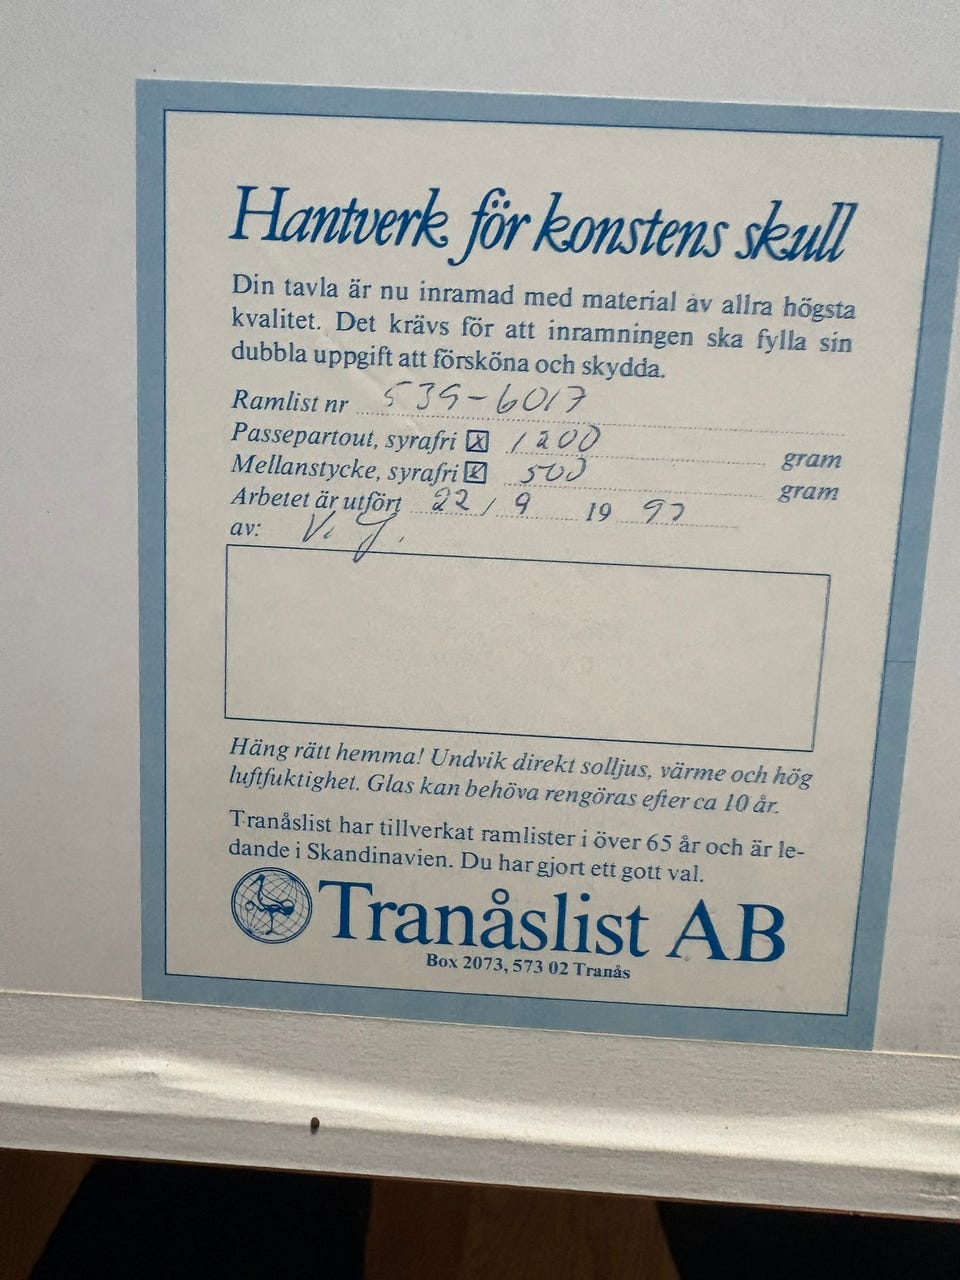 Hantverk för konstens skull
Din tavla är nu inramad med material av allra högsta
kvalitet. Det krävs för att inramningen ska fylla sin
dubbla uppgift att försköna och skydda.
Ramlist nr 539-6017
Passepartout, syrafri ☒ 1200 gram
Mellanstycke, syrafri ☒ 500 gram
Arbetet är utfört 22/9 19 97
av: V. J.
Häng rätt hemma! Undvik direkt solljus, värme och hög
luftfuktighet. Glas kan behöva rengöras efter ca 10 år.
Tranåslist har tillverkat ramlister i över 65 år och är le-
dande i Skandinavien. Du har gjort ett gott val.
Tranåslist AB
Box 2073, 573 02 Tranås